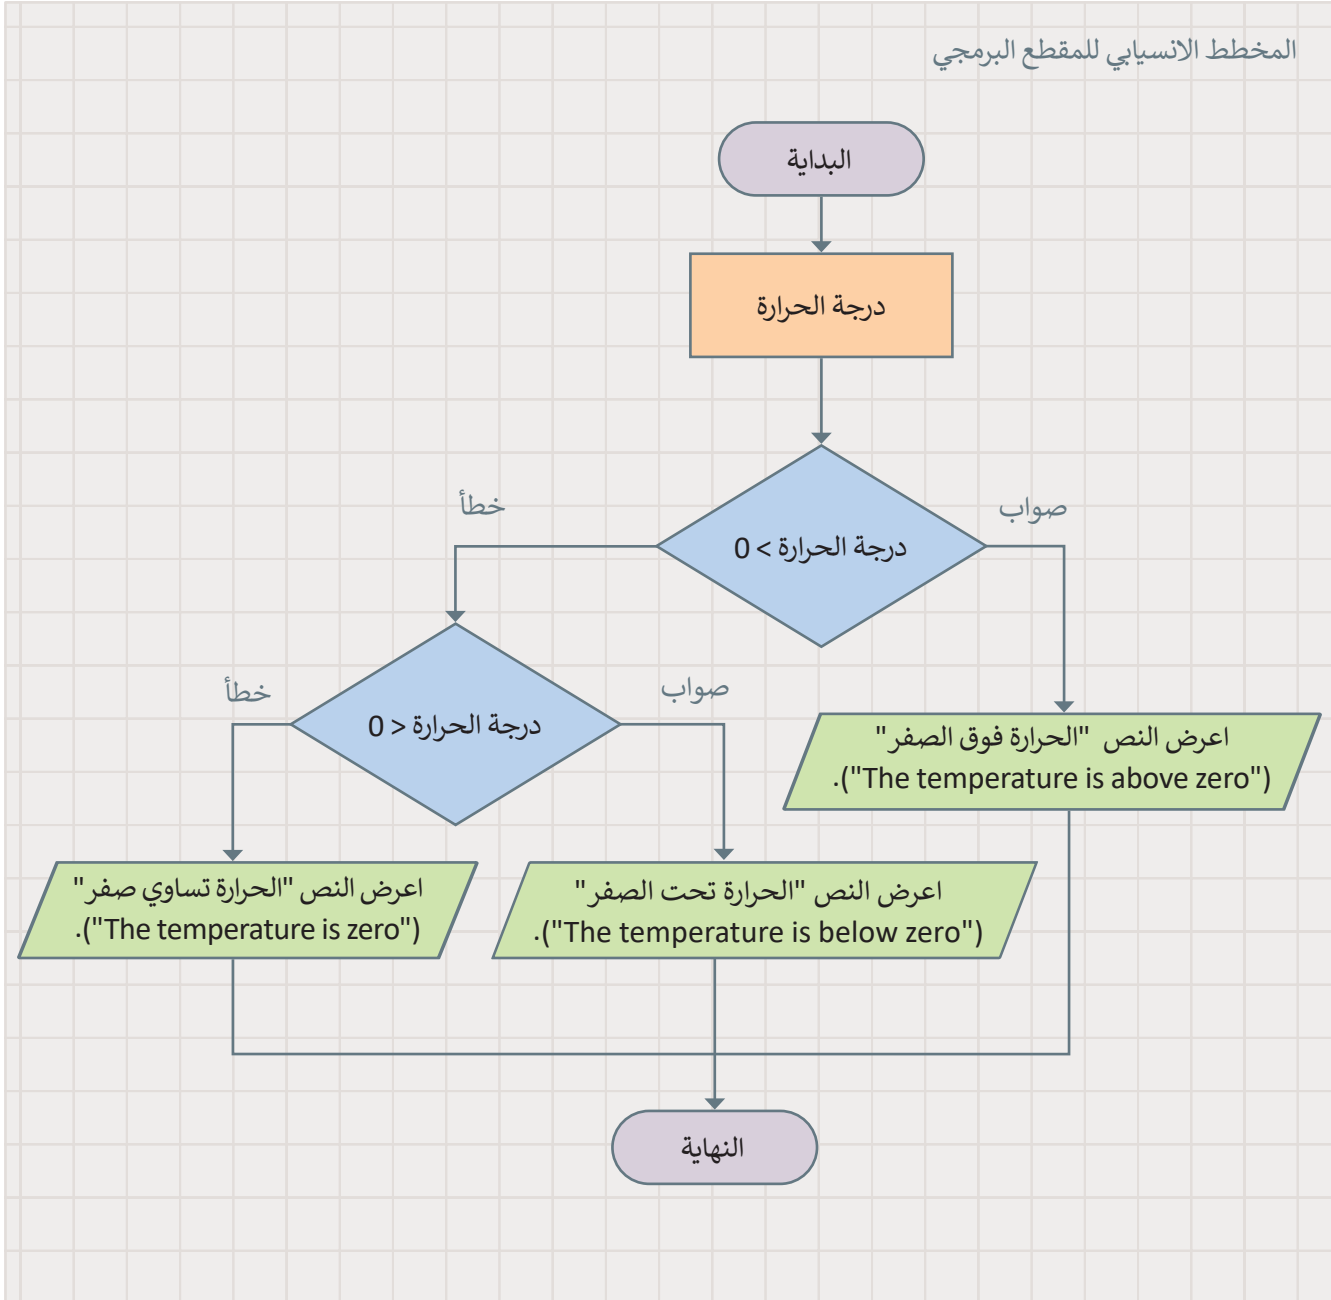 المخطط الانسيابي للمقطع البرمجي
البداية
درجة الحرارة
درجة الحرارة > 0
صواب
خطأ
درجة الحرارة < 0
صواب
خطأ
اعرض النص "الحرارة فوق الصفر"
("The temperature is above zero").
اعرض النص "الحرارة تحت الصفر"
("The temperature is below zero").
اعرض النص "الحرارة تساوي صفر"
("The temperature is zero").
النهاية